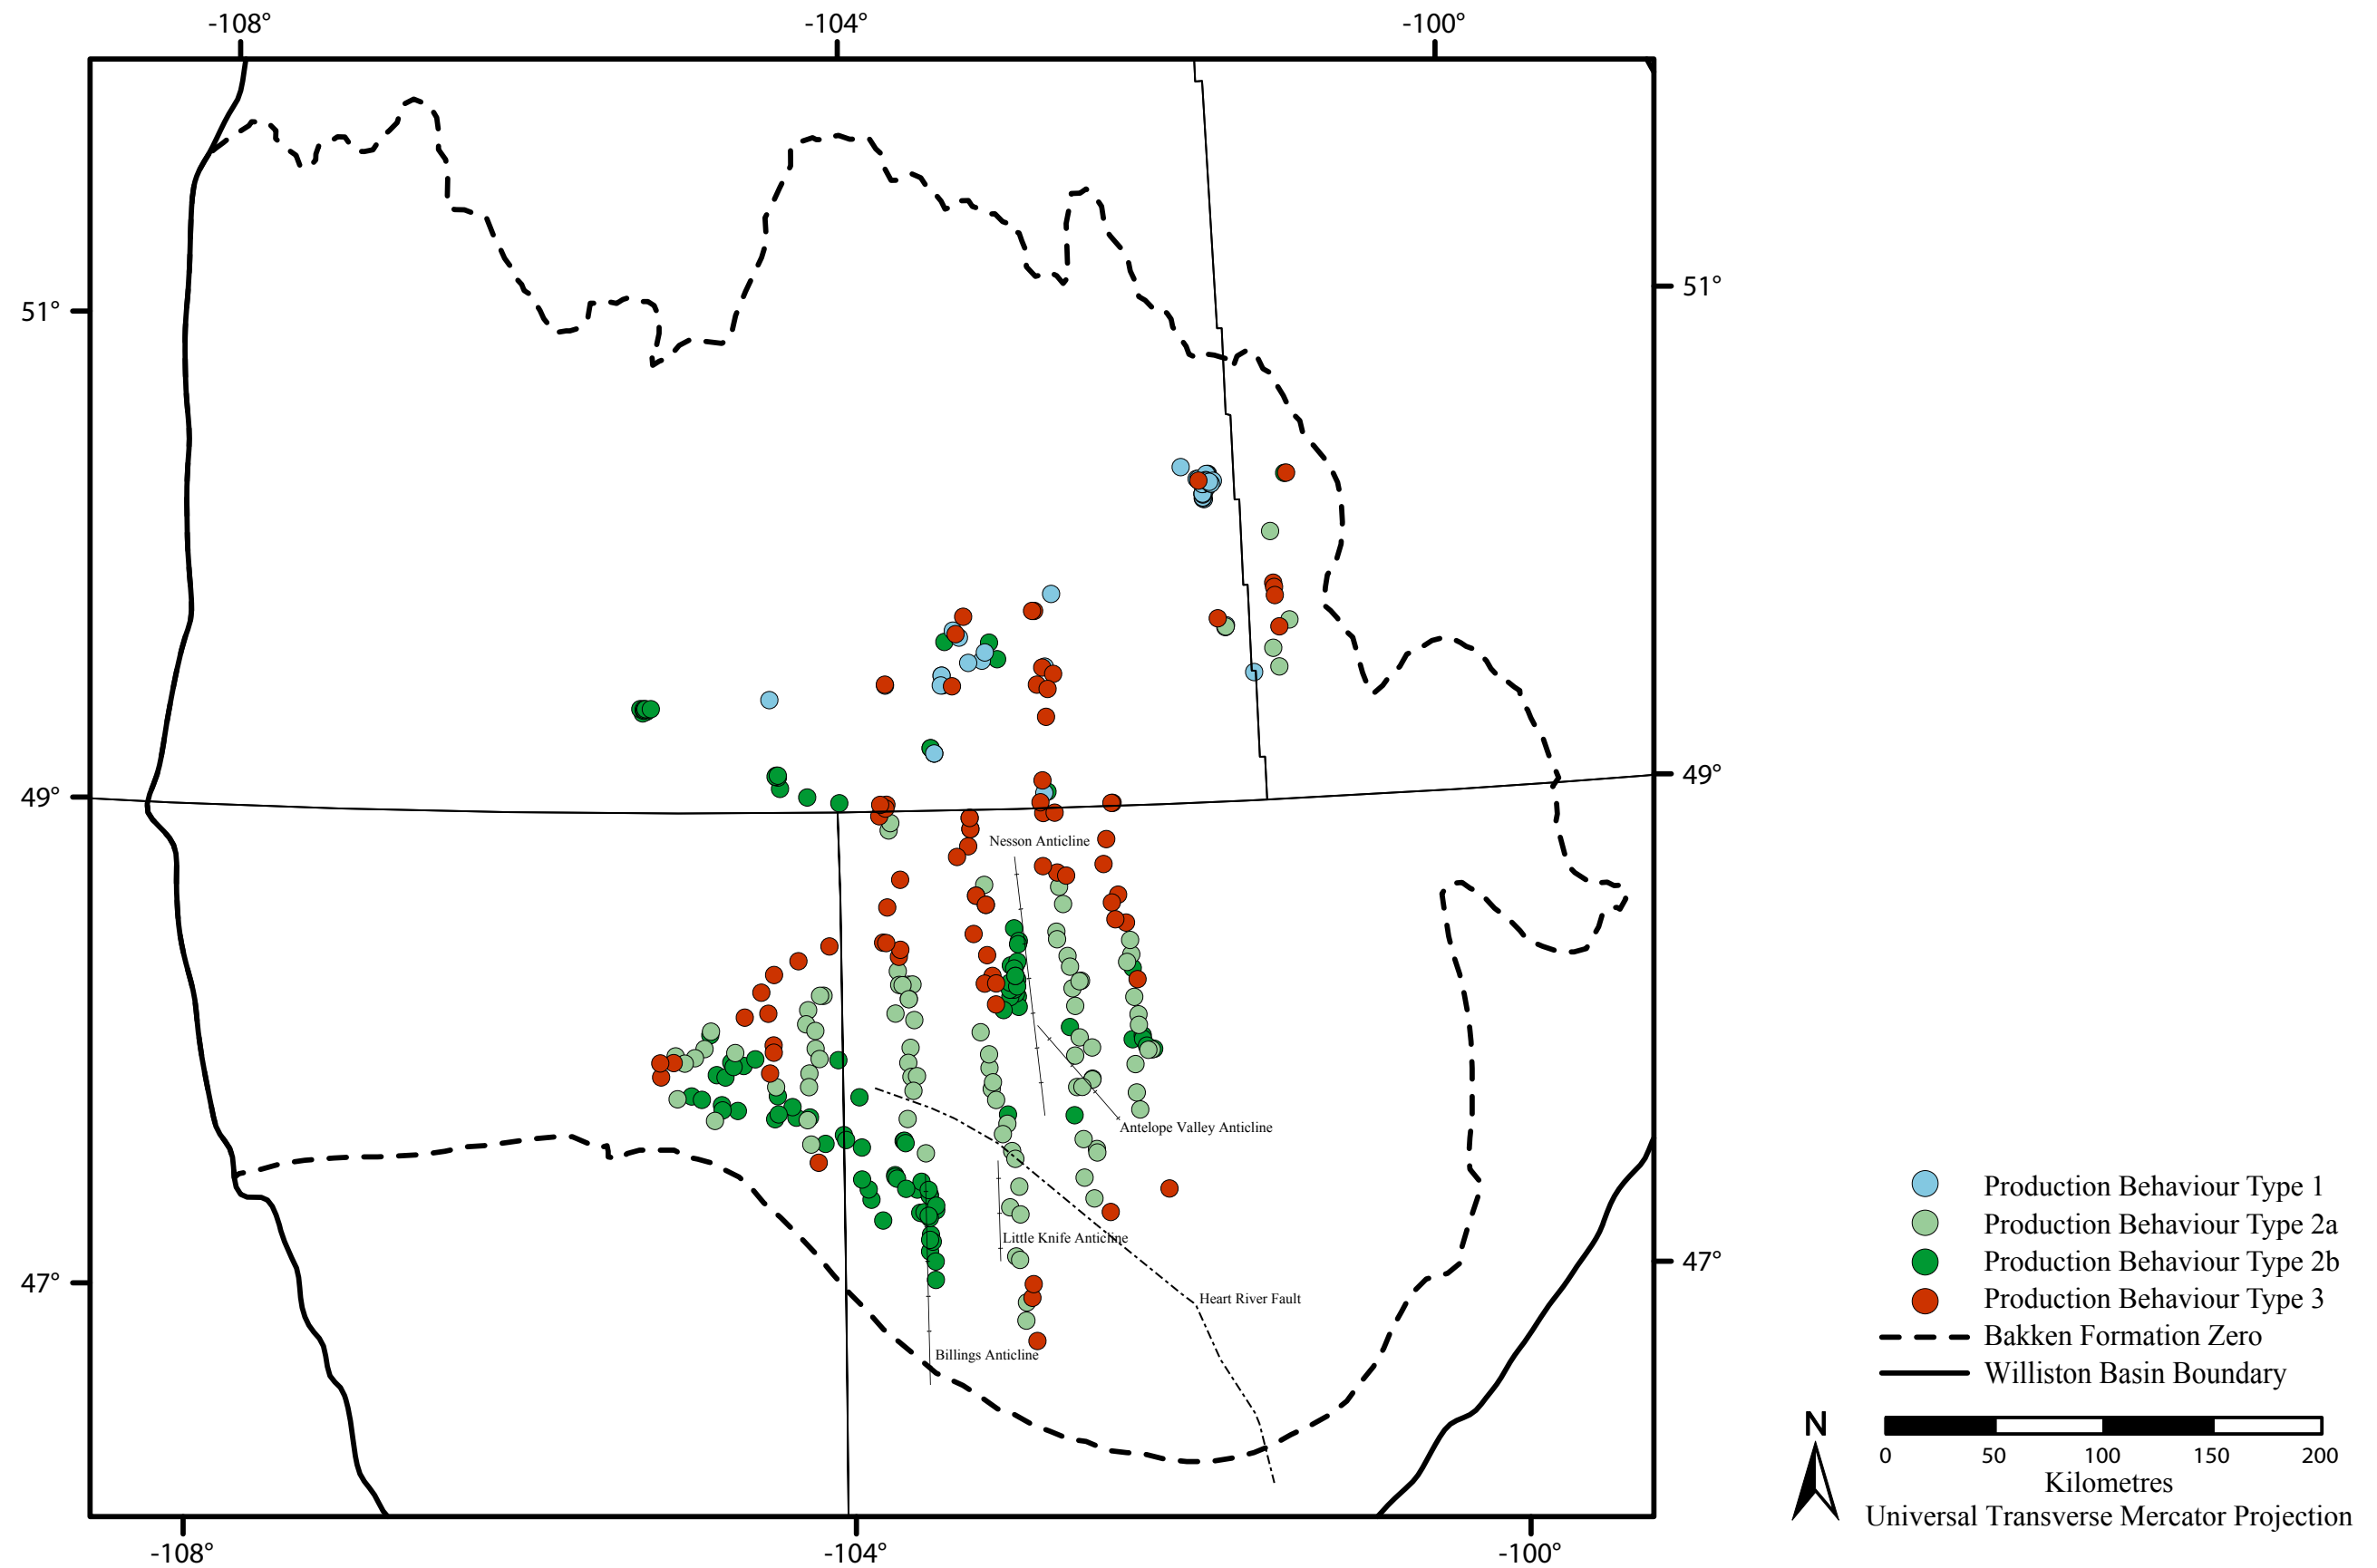 -108°
-104°
-100°
51°
51°
49°
49°
Nesson Anticline
Antelope Valley Anticline
Little Knife Anticline
47°
47°
Heart River Fault
Billings Anticline
-108°
-104°
-100°
Production Behaviour Type 1
Production Behaviour Type 2a
Production Behaviour Type 2b
Production Behaviour Type 3
Bakken Formation Zero
Williston Basin Boundary
N
0 50 100 150 200
Kilometres
Universal Transverse Mercator Projection